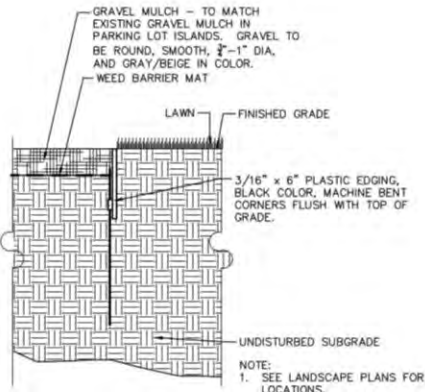 GRAVEL MULCH - TO MATCH
EXISTING GRAVEL MULCH IN
PARKING LOT ISLANDS. GRAVEL TO
BE ROUND, SMOOTH, ¾"-1" DIA,
AND GRAY/BEIGE IN COLOR.
WEED BARRIER MAT
LAWN
FINISHED GRADE
3/16" x 6" PLASTIC EDGING,
BLACK COLOR, MACHINE BENT
CORNERS FLUSH WITH TOP OF
GRADE.
UNDISTURBED SUBGRADE
NOTE:
1. SEE LANDSCAPE PLANS FOR
LOCATIONS.